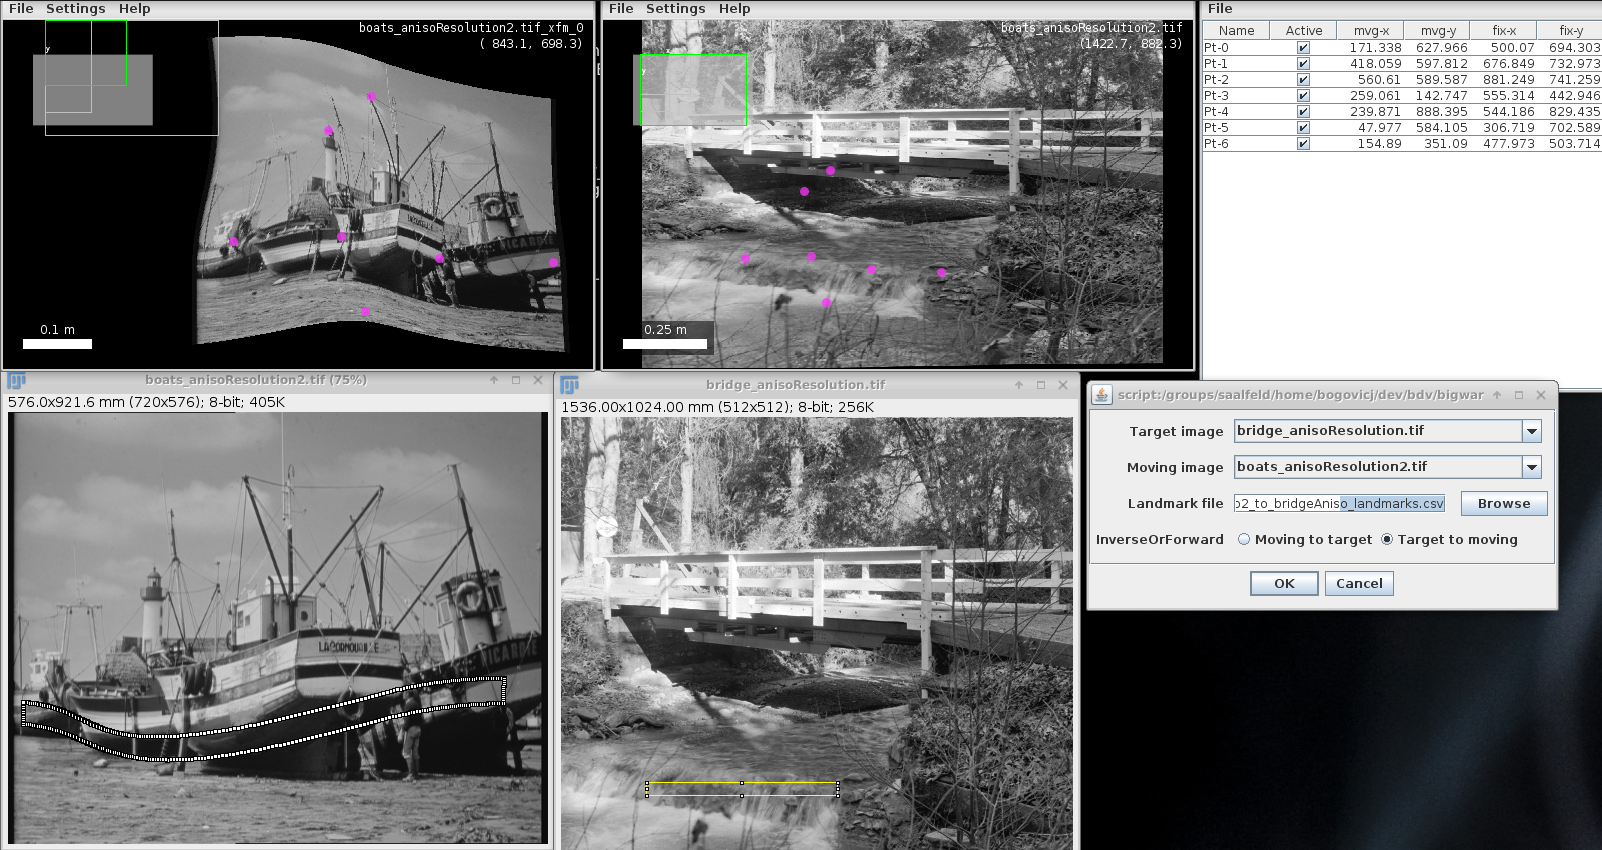 File Settings Help
boats_anisoResolution2.tif_xfm_0
( 843.1, 698.3)
y
0.1 m
File Settings Help
boats_anisoResolution2.tif
(1422.7, 882.3)
y
0.25 m
File
Name Active mvg-x mvg-y fix-x fix-y
Pt-0 171.338 627.966 500.07 694.303
Pt-1 418.059 597.812 676.849 732.973
Pt-2 560.61 589.587 881.249 741.259
Pt-3 259.061 142.747 555.314 442.946
Pt-4 239.871 888.395 544.186 829.435
Pt-5 47.977 584.105 306.719 702.589
Pt-6 154.89 351.09 477.973 503.714
boats_anisoResolution2.tif (75%)
576.0x921.6 mm (720x576); 8-bit; 405K
bridge_anisoResolution.tif
1536.00x1024.00 mm (512x512); 8-bit; 256K
script:/groups/saalfeld/home/bogovicj/dev/bdv/bigwar
Target image bridge_anisoResolution.tif
Moving image boats_anisoResolution2.tif
Landmark file o2_to_bridgeAniso_landmarks.csv Browse
InverseOrForward Moving to target Target to moving
OK Cancel